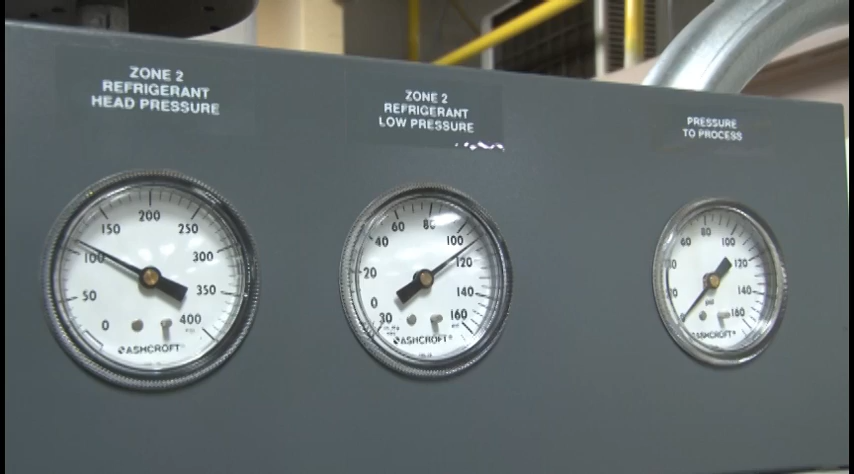 ZONE 2
REFRIGERANT
HEAD PRESSURE
ZONE 2
REFRIGERANT
LOW PRESSURE
PRESSURE
TO PROCESS
0
50
100
150
200
250
300
350
400
ASHCROFT
30
0
20
40
60
80
100
120
140
160
ASHCROFT
60
80
100
120
140
160
psi
ASHCROFT